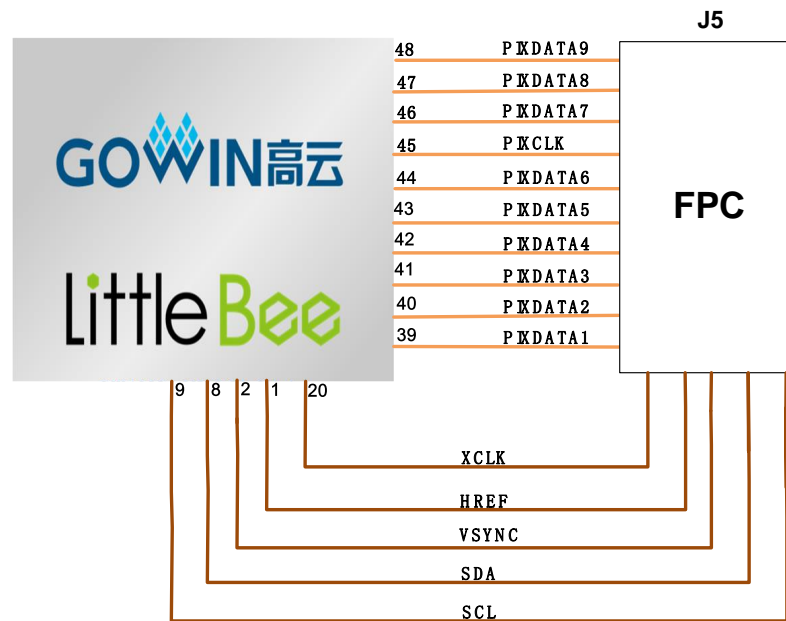 J5
48 PIXDATA9
47 PIXDATA8
46 PIXDATA7
45 PIXCLK
44 PIXDATA6
43 PIXDATA5
42 PIXDATA4
41 PIXDATA3
40 PIXDATA2
39 PIXDATA1
GOWIN高云
FPC
LittleBee
9 8 2 1 20
XCLK
HREF
VSYNC
SDA
SCL